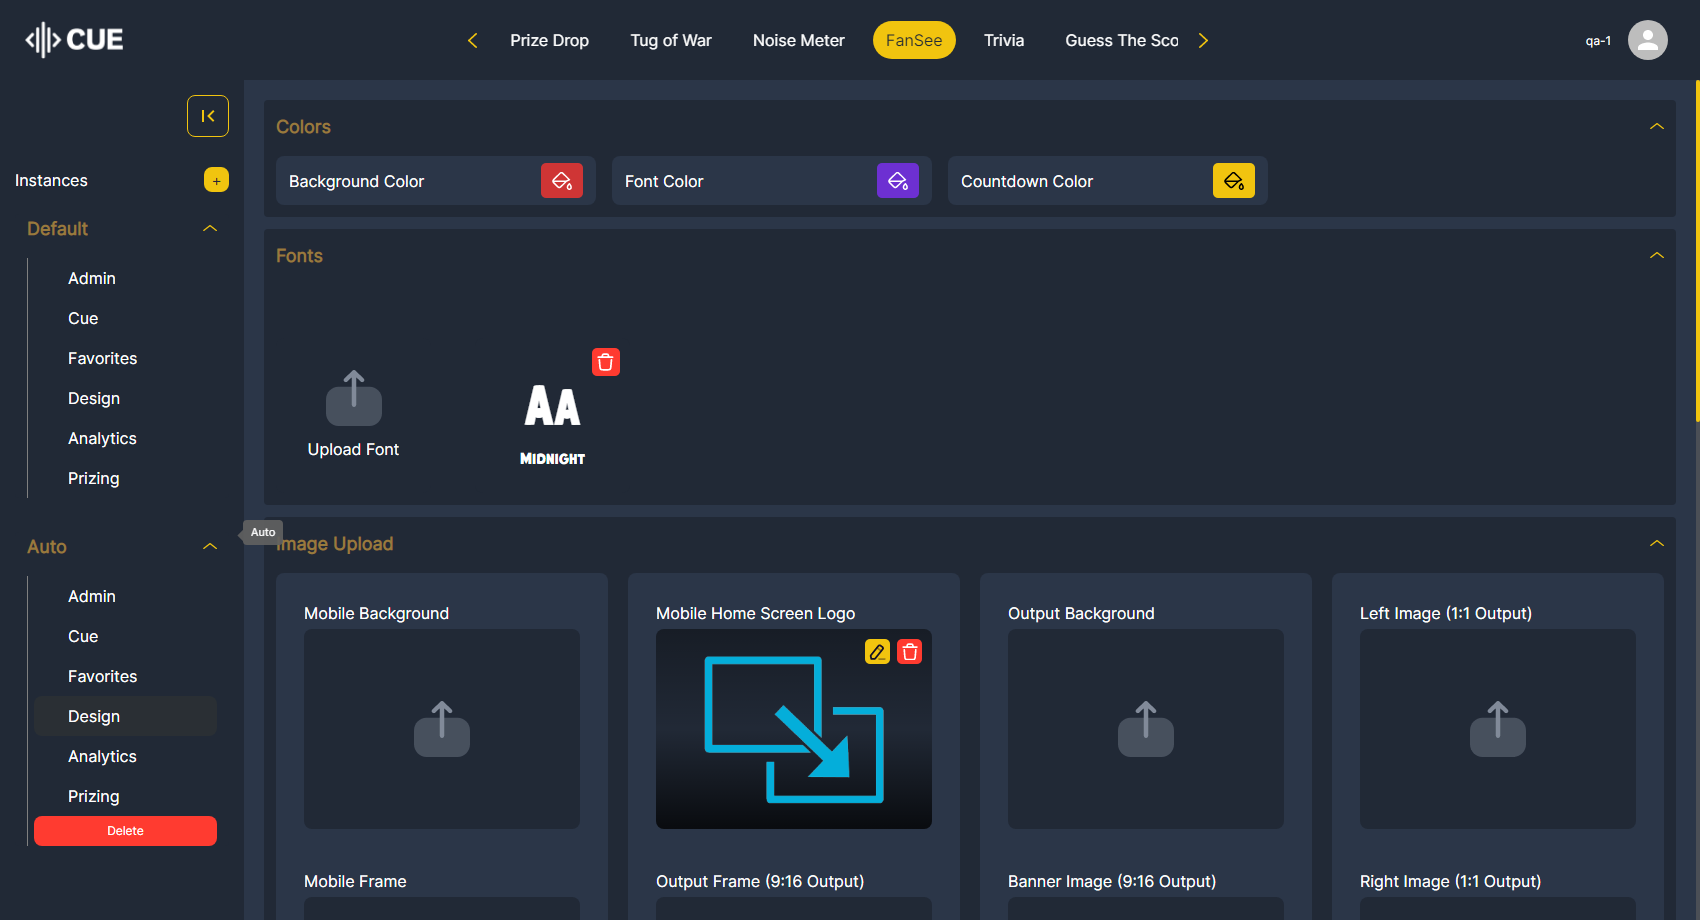 CUE
Prize Drop
Tug of War
Noise Meter
FanSee
Trivia
Guess The Sco
qa-1
Instances
Default
Admin
Cue
Favorites
Design
Analytics
Prizing
Auto
Admin
Cue
Favorites
Design
Analytics
Prizing
Delete
Auto
Colors
Background Color
Font Color
Countdown Color
Fonts
Upload Font
AA
MIDNIGHT
Image Upload
Mobile Background
Mobile Home Screen Logo
Output Background
Left Image (1:1 Output)
Mobile Frame
Output Frame (9:16 Output)
Banner Image (9:16 Output)
Right Image (1:1 Output)